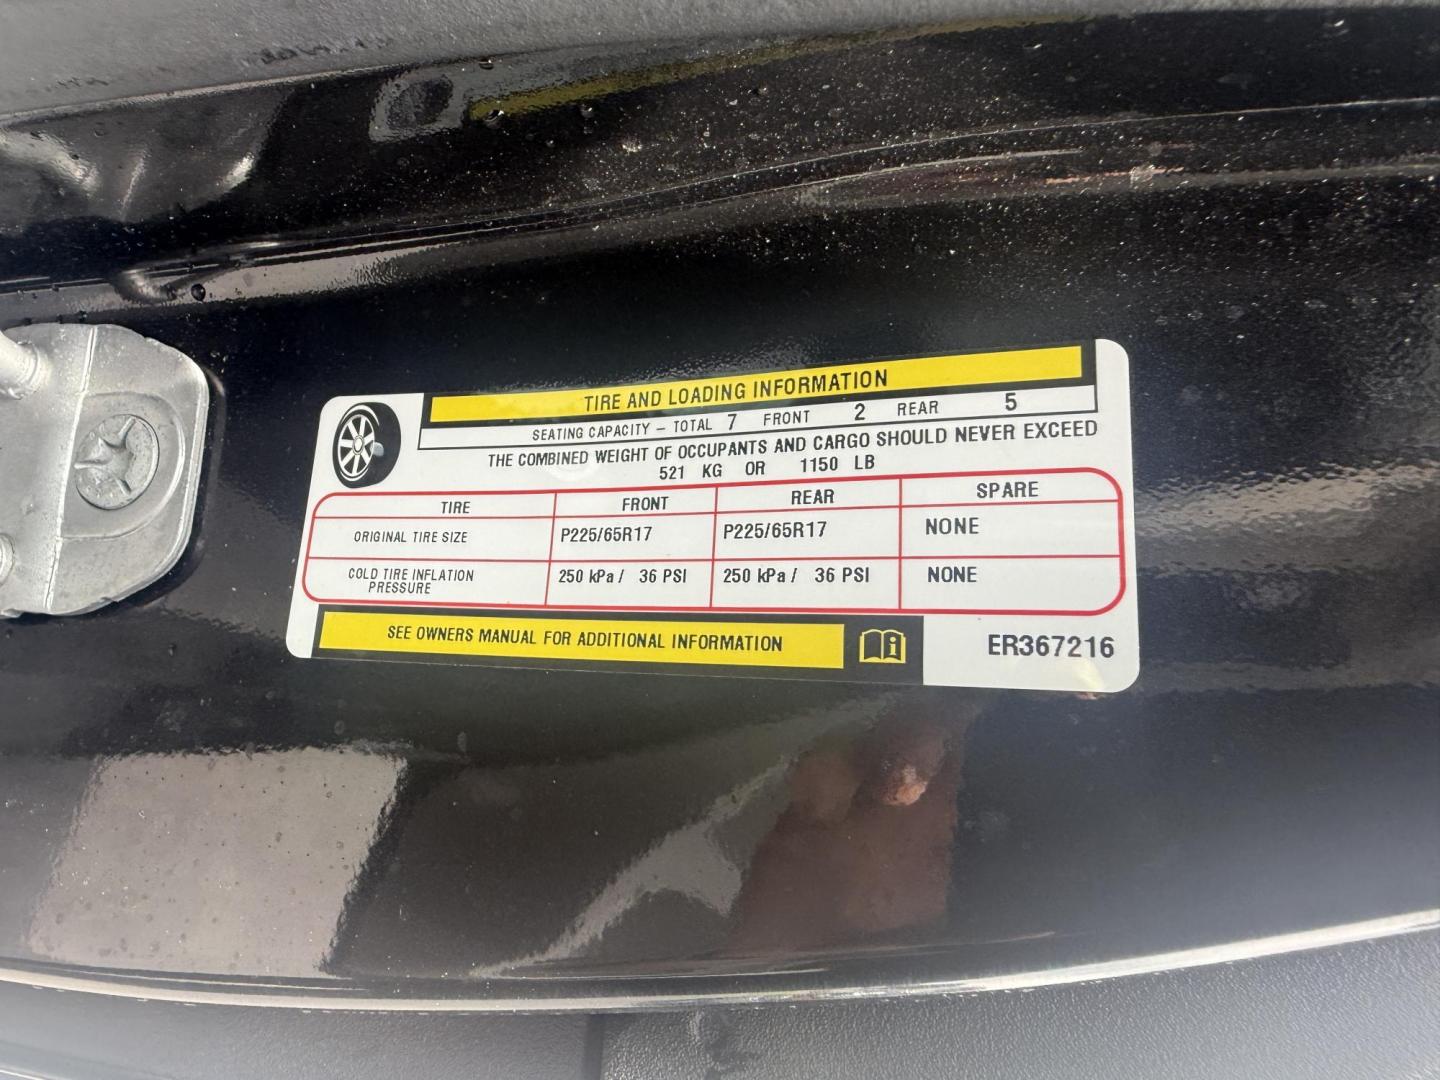 TIRE AND LOADING INFORMATION
SEATING CAPACITY – TOTAL 7 FRONT 2 REAR 5
THE COMBINED WEIGHT OF OCCUPANTS AND CARGO SHOULD NEVER EXCEED
521 KG OR 1150 LB
TIRE FRONT REAR SPARE
ORIGINAL TIRE SIZE P225/65R17 P225/65R17 NONE
COLD TIRE INFLATION
PRESSURE 250 kPa / 36 PSI 250 kPa / 36 PSI NONE
SEE OWNERS MANUAL FOR ADDITIONAL INFORMATION
ER367216